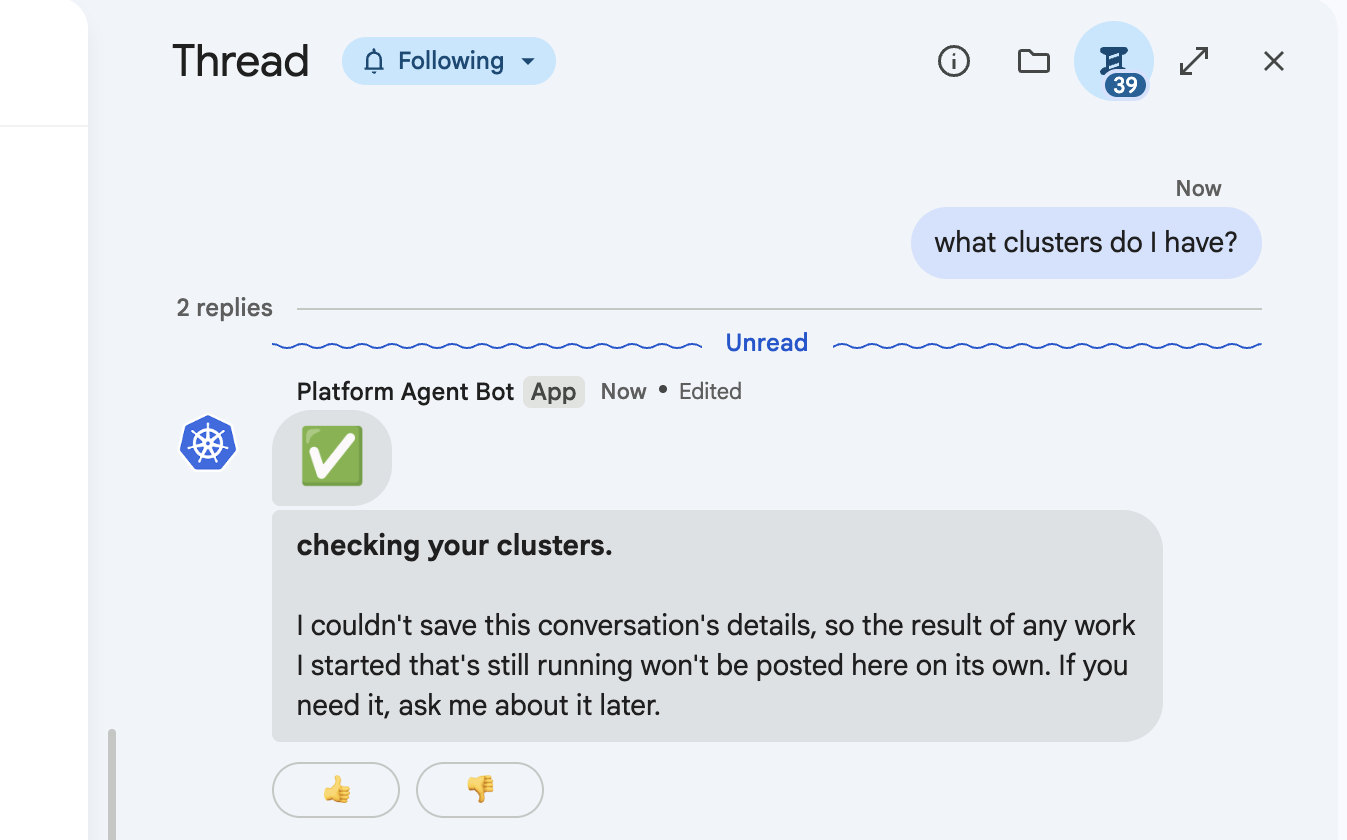 Thread
Following
39
Now
what clusters do I have?
2 replies
Unread
Platform Agent Bot App Now • Edited
checking your clusters.
I couldn't save this conversation's details, so the result of any work
I started that's still running won't be posted here on its own. If you
need it, ask me about it later.